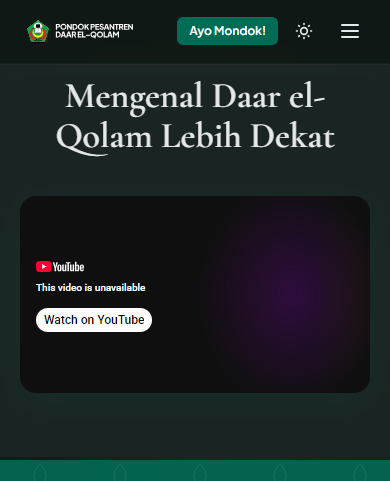 PONDOK PESANTREN
DAAR EL-QOLAM
Ayo Mondok!
Mengenal Daar el-
Qolam Lebih Dekat
YouTube
This video is unavailable
Watch on YouTube